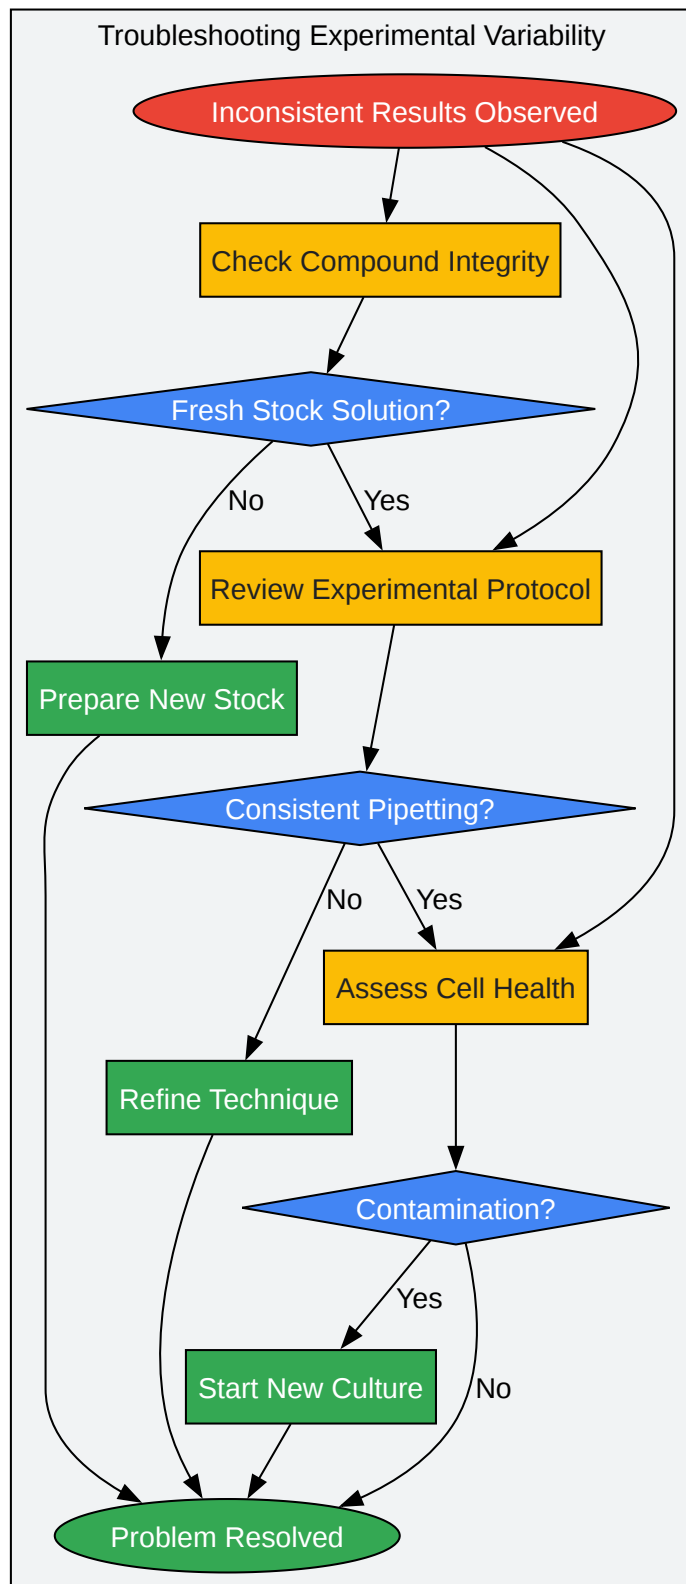 Troubleshooting Experimental Variability
Inconsistent Results Observed
Check Compound Integrity
Fresh Stock Solution?
No
Yes
Review Experimental Protocol
Prepare New Stock
Consistent Pipetting?
No
Yes
Assess Cell Health
Refine Technique
Contamination?
Yes
Start New Culture
No
Problem Resolved